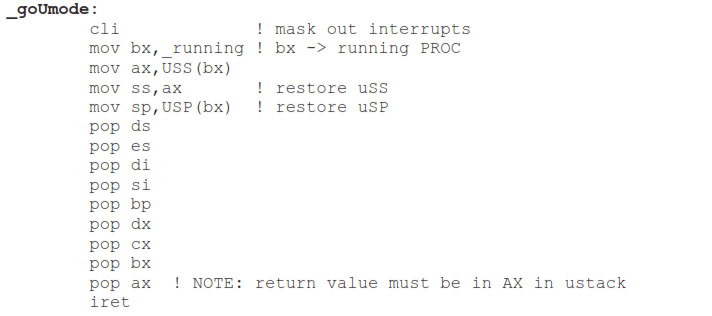 _goUmode:
cli ! mask out interrupts
mov bx,_running ! bx -> running PROC
mov ax,USS(bx)
mov ss,ax ! restore uSS
mov sp,USP(bx) ! restore uSP
pop ds
pop es
pop di
pop si
pop bp
pop dx
pop cx
pop bx
pop ax ! NOTE: return value must be in AX in ustack
iret